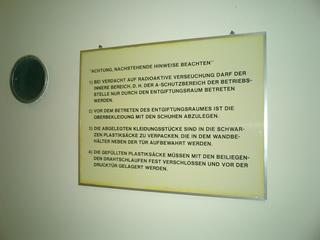 "ACHTUNG, NACHSTEHENDE HINWEISE BEACHTEN"
1) BEI VERDACHT AUF RADIOAKTIVE VERSEUCHUNG DARF DER
INNERE BEREICH, D. H. DER A-SCHUTZBEREICH DER BETRIEBS-
STELLE NUR DURCH DEN ENTGIFTUNGSRAUM BETRETEN
WERDEN.
2) VOR DEM BETRETEN DES ENTGIFTUNGSRAUMES IST DIE
OBERBEKLEIDUNG MIT DEN SCHUHEN ABZULEGEN.
3) DIE ABGELEGTEN KLEIDUNGSSTÜCKE SIND IN DIE SCHWAR-
ZEN PLASTIKSÄCKE ZU VERPACKEN, DIE IN DEM WANDBE-
HÄLTER NEBEN DER TÜR AUFBEWAHRT WERDEN.
4) DIE GEFÜLLTEN PLASTIKSÄCKE MÜSSEN MIT DEN BEILIEGEN-
DEN DRAHTSCHLAUFEN FEST VERSCHLOSSEN UND VOR DER
DRUCKTÜR GELAGERT WERDEN.